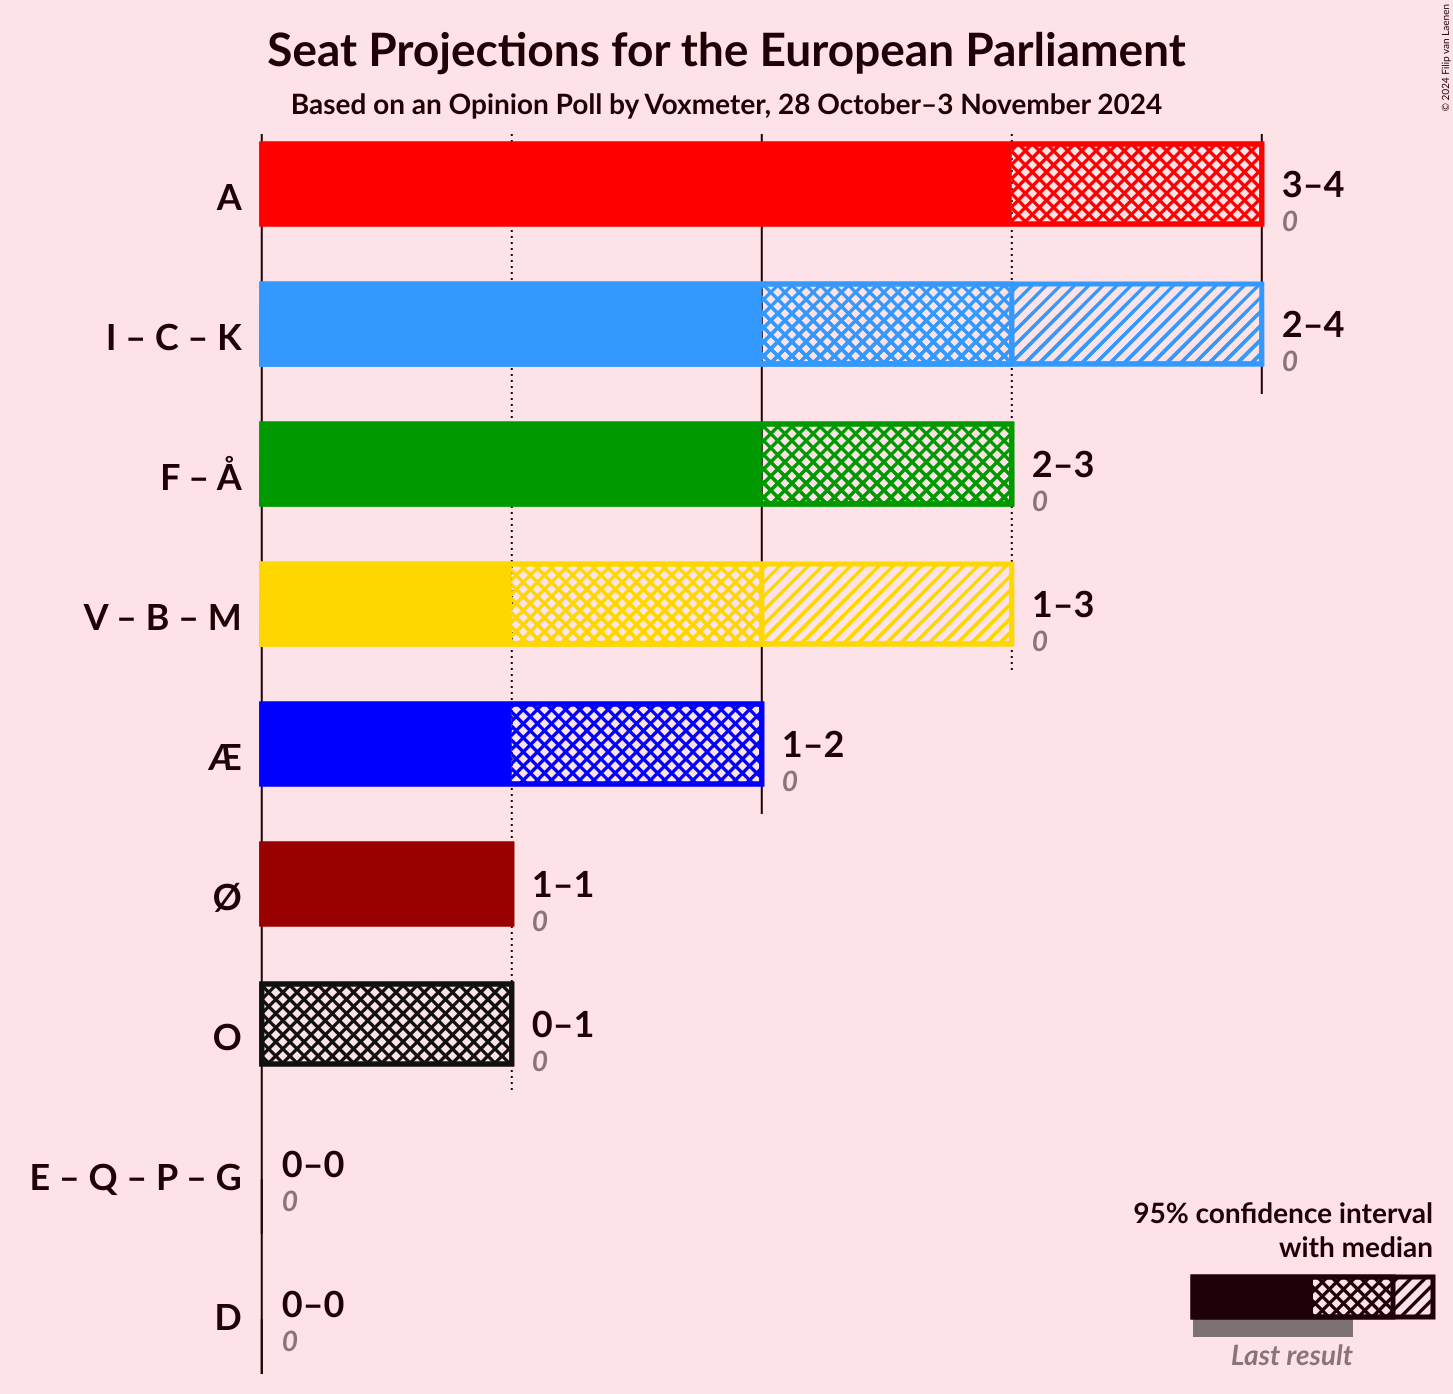 Seat Projections for the European Parliament
Based on an Opinion Poll by Voxmeter, 28 October–3 November 2024
© 2024 Filip van Laenen
A
3–4
0
I – C – K
2–4
0
F – Å
2–3
0
V – B – M
1–3
0
Æ
1–2
0
Ø
1–1
0
O
0–1
0
E – Q – P – G
0–0
0
D
0–0
0
95% confidence interval
with median
Last result